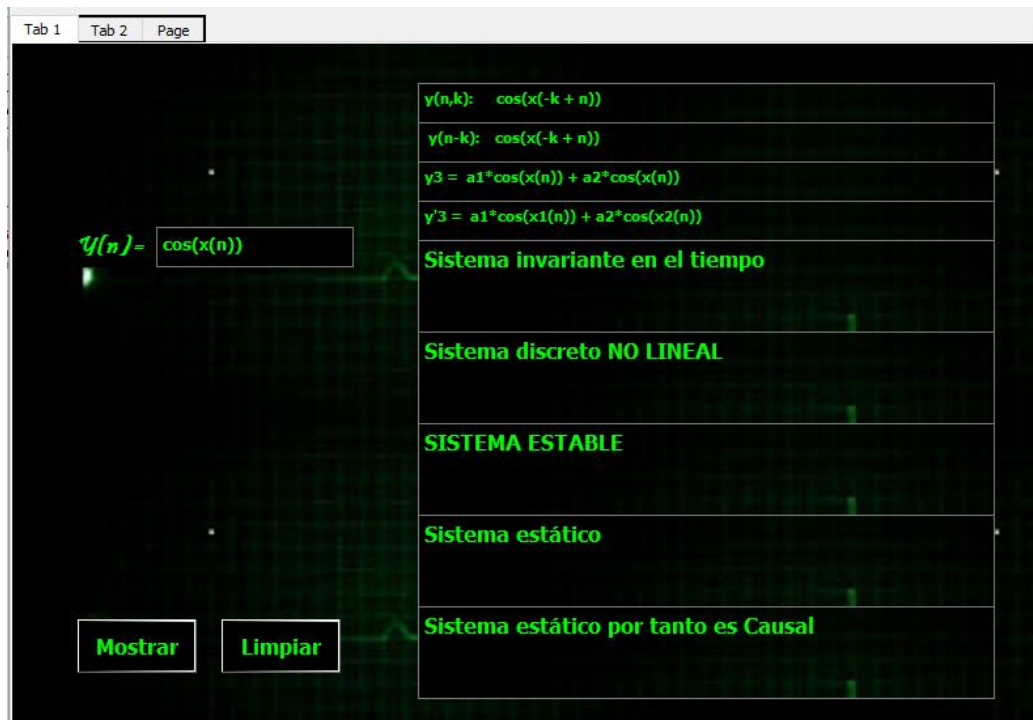 Tab 1
Tab 2
Page
y(n,k): cos(x(-k + n))
y(n-k): cos(x(-k + n))
y3 = a1*cos(x(n)) + a2*cos(x(n))
y'3 = a1*cos(x1(n)) + a2*cos(x2(n))
Y(n)= cos(x(n))
Sistema invariante en el tiempo
Sistema discreto NO LINEAL
SISTEMA ESTABLE
Sistema estático
Sistema estático por tanto es Causal
Mostrar
Limpiar